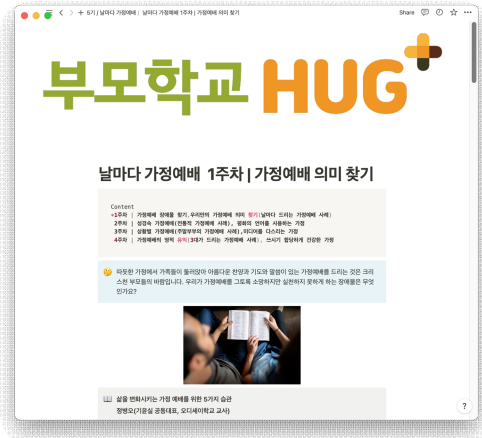 + 5기 / 날마다 가정예배 | 날마다 가정예배 1주차 | 가정예배 의미 찾기
Share
부모학교 HUG+
날마다 가정예배 1주차 | 가정예배 의미 찾기
Content
+1주차 | 가정예배 장애물 찾기,우리만의 가정예배 의미 찾기(날마다 드리는 가정예배 사례)
2주차 | 성경속 가정예배(전통적 가정예배 사례), 평화의 언어를 사용하는 가정
3주차 | 상황별 가정예배(주말부부의 가정예배 사례),미디어를 다스리는 가정
4주차 | 가정예배의 영적 유익(3대가 드리는 가정예배 사례), 쓰시기 합당하게 건강한 가정
따듯한 가정에서 가족들이 둘러앉아 아름다운 찬양과 기도와 말씀이 있는 가정예배를 드리는 것은 크리
스천 부모들의 바람입니다. 우리가 가정예배를 그토록 소망하지만 실천하지 못하게 하는 장애물은 무엇
인가요?
삶을 변화시키는 가정 예배를 위한 5가지 습관
정병오(기윤실 공동대표, 오디세이학교 교사)
?